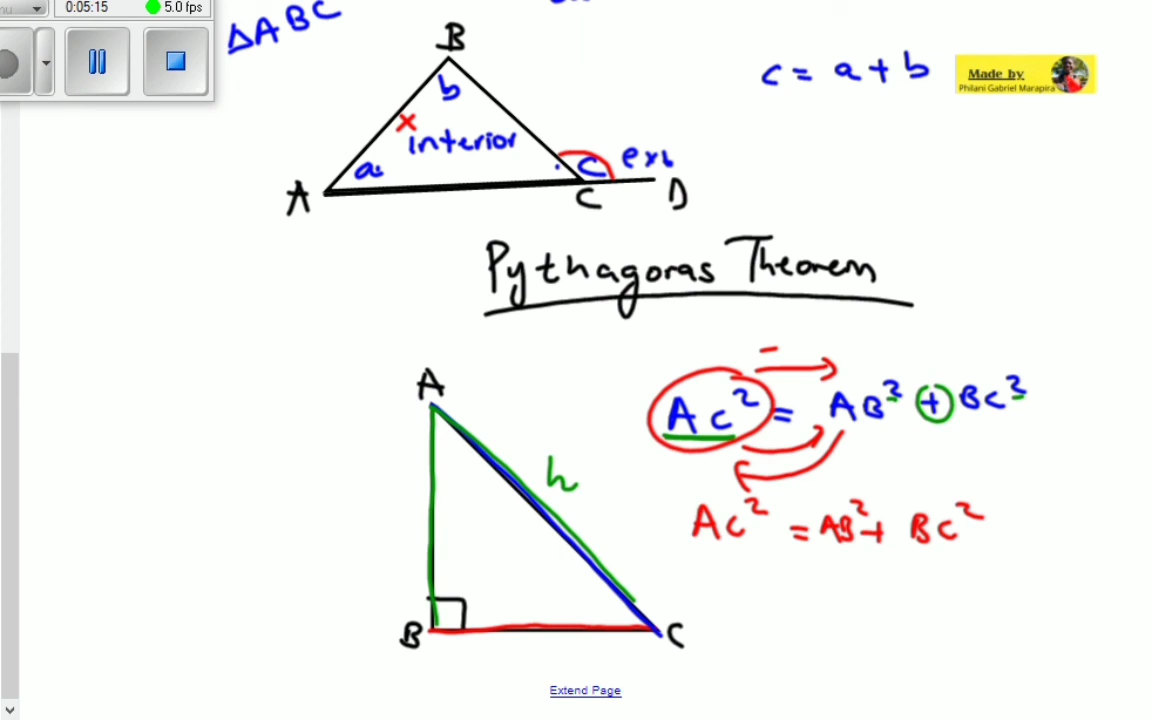 0:05:15
5.0 fps
ΔABC
B
c = a + b
Made by
Philani Gabriel Marapira
b
x
Interior
a
c
ext
A
C
D
Pythagoras Theorem
A
h
AC² = AB² + BC²
AC² = AB² + BC²
B
C
Extend Page